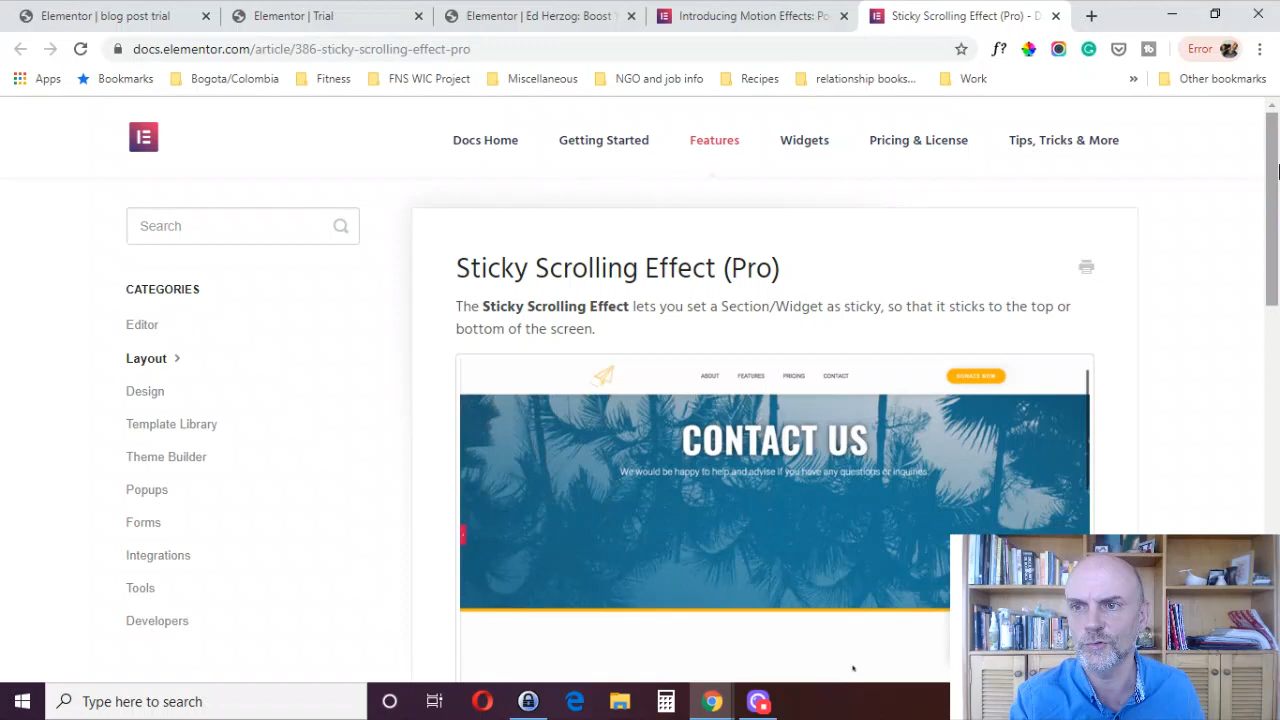 Elementor | blog post trial
Elementor | Trial
Elementor | Ed Herzog: Boost
Introducing Motion Effects: Po
Sticky Scrolling Effect (Pro) - D
docs.elementor.com/article/386-sticky-scrolling-effect-pro
f?
Error
Apps
Bookmarks
Bogota/Colombia
Fitness
FNS WIC Project
Miscellaneous
NGO and job info
Recipes
relationship books...
Work
»
Other bookmarks
Docs Home
Getting Started
Features
Widgets
Pricing & License
Tips, Tricks & More
Search
CATEGORIES
Editor
Layout
Design
Template Library
Theme Builder
Popups
Forms
Integrations
Tools
Developers
Sticky Scrolling Effect (Pro)
The Sticky Scrolling Effect lets you set a Section/Widget as sticky, so that it sticks to the top or
bottom of the screen.
ABOUT
FEATURES
PRICING
CONTACT
DONATE NOW
CONTACT US
We would be happy to help and advise if you have any questions or inquiries.
Type here to search